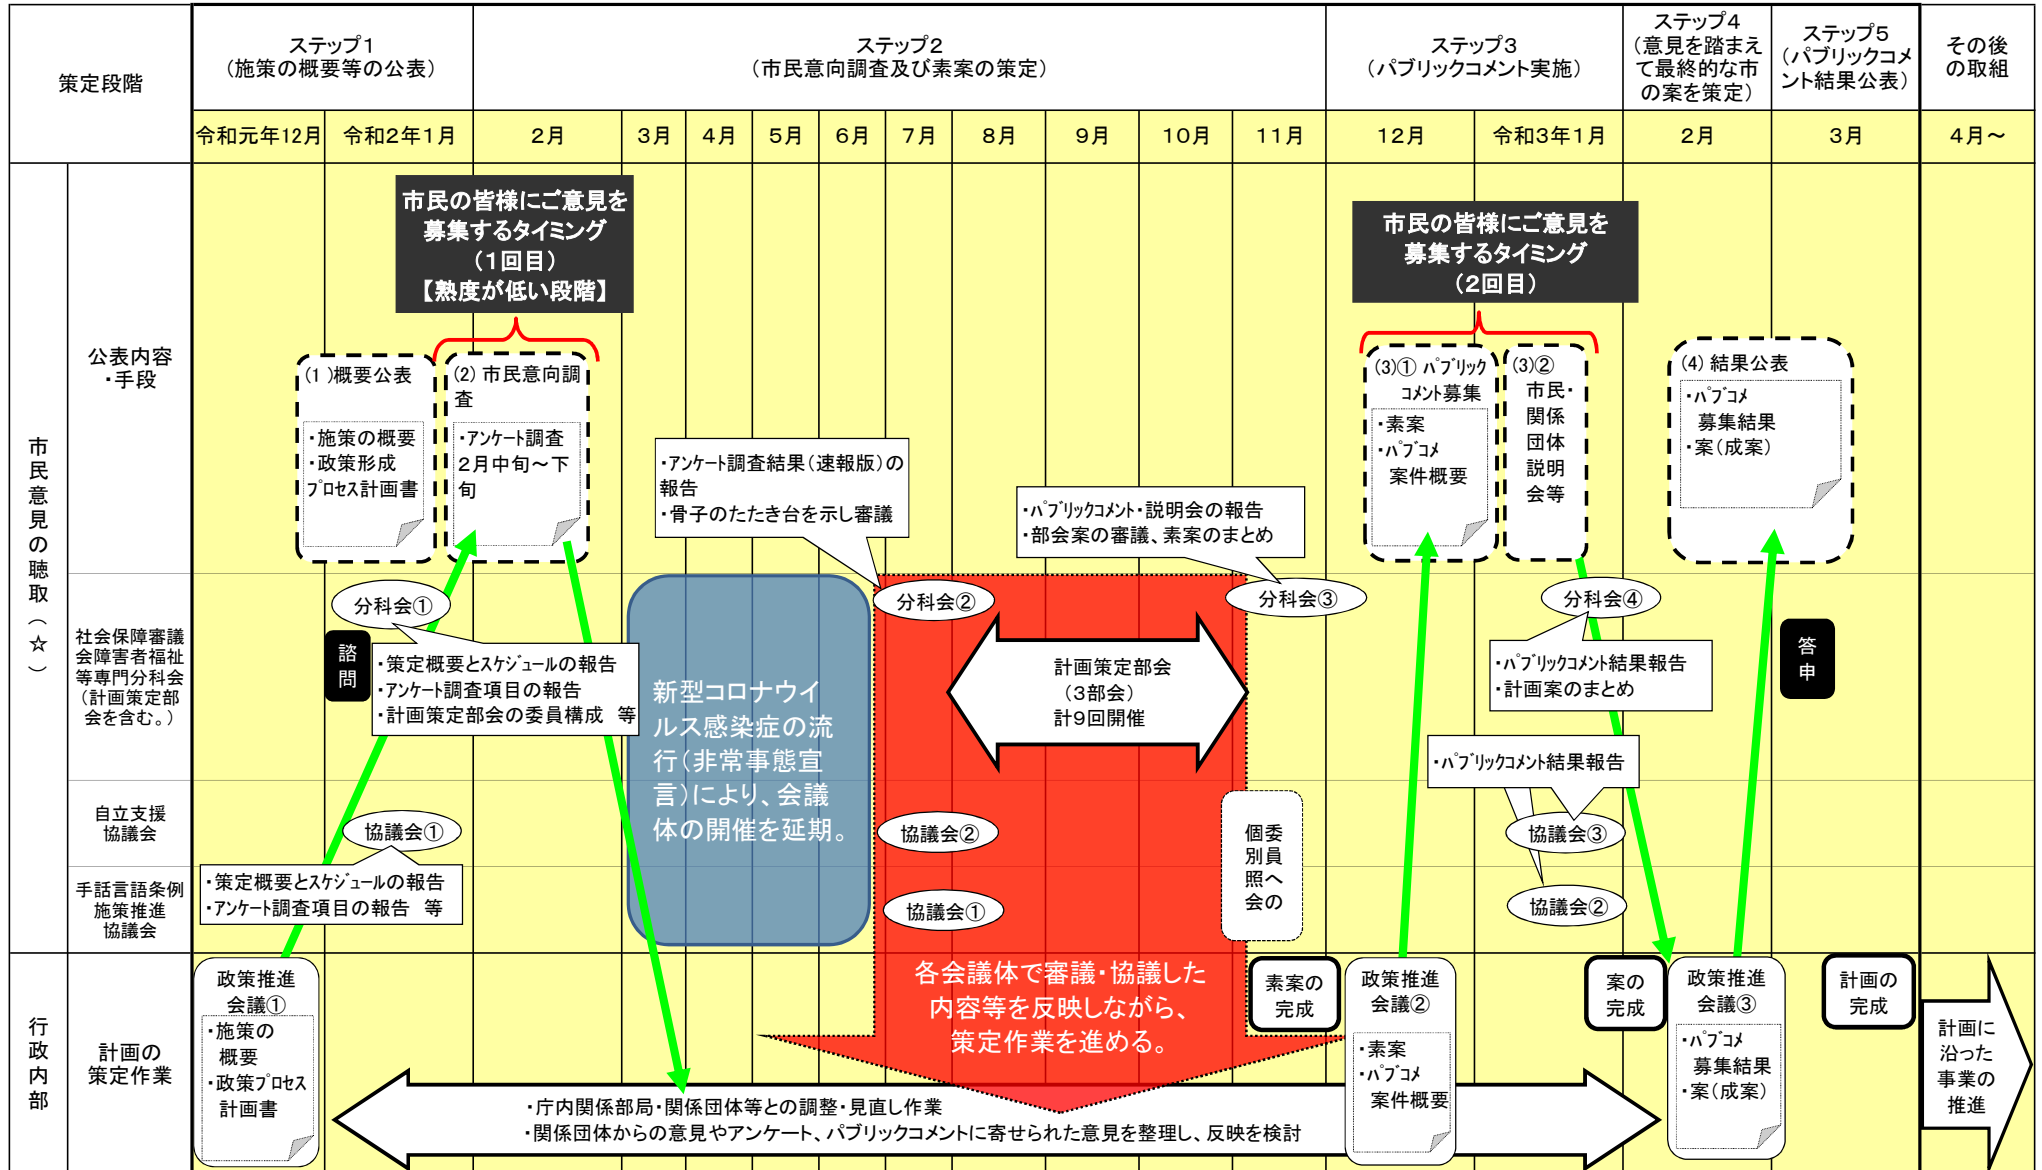 策定段階
ステップ1
（施策の概要等の公表）
ステップ2
（市民意向調査及び素案の策定）
ステップ3
（パブリックコメント実施）
ステップ4
（意見を踏まえ
て最終的な市
の案を策定）
ステップ5
（パブリックコメ
ント結果公表）
その後
の取組
令和元年12月
令和2年1月
2月
3月
4月
5月
6月
7月
8月
9月
10月
11月
12月
令和3年1月
2月
3月
4月～
市民意見の聴取（☆）
公表内容
・手段
市民の皆様にご意見を
募集するタイミング
（1回目）
【熟度が低い段階】
市民の皆様にご意見を
募集するタイミング
（2回目）
(1)概要公表
・施策の概要
・政策形成
ﾌﾟﾛｾｽ計画書
(2) 市民意向調
査
・ｱﾝｹｰﾄ調査
2月中旬～下
旬
・ｱﾝｹｰﾄ調査結果（速報版）の
報告
・骨子のたたき台を示し審議
・ﾊﾟﾌﾞﾘｯｸｺﾒﾝﾄ・説明会の報告
・部会案の審議、素案のまとめ
(3)① ﾊﾟﾌﾞﾘｯｸ
ｺﾒﾝﾄ募集
・素案
・ﾊﾟﾌﾞｺﾒ
案件概要
(3)②
市民・
関係
団体
説明
会等
(4) 結果公表
・ﾊﾟﾌﾞｺﾒ
募集結果
・案（成案）
社会保障審議
会障害者福祉
等専門分科会
（計画策定部
会を含む。）
分科会①
諮問
・策定概要とスケジュールの報告
・ｱﾝｹｰﾄ調査項目の報告
・計画策定部会の委員構成　等
新型コロナウイ
ルス感染症の流
行（非常事態宣
言）により、会議
体の開催を延期。
分科会②
計画策定部会
（3部会）
計9回開催
分科会③
分科会④
・ﾊﾟﾌﾞﾘｯｸｺﾒﾝﾄ結果報告
・計画案のまとめ
答申
・ﾊﾟﾌﾞﾘｯｸｺﾒﾝﾄ結果報告
自立支援
協議会
協議会①
協議会②
委員への
個別照会
協議会③
手話言語条例
施策推進
協議会
・策定概要とｽｹｼﾞｭｰﾙの報告
・ｱﾝｹｰﾄ調査項目の報告　等
協議会①
協議会②
行政内部
計画の
策定作業
政策推進
会議①
・施策の
概要
・政策ﾌﾟﾛｾｽ
計画書
各会議体で審議・協議した
内容等を反映しながら、
策定作業を進める。
素案の
完成
政策推進
会議②
・素案
・ﾊﾟﾌﾞｺﾒ
案件概要
案の
完成
政策推進
会議③
・ﾊﾟﾌﾞｺﾒ
募集結果
・案（成案）
計画の
完成
計画に
沿った
事業の
推進
・庁内関係部局・関係団体等との調整・見直し作業
・関係団体からの意見やアンケート、パブリックコメントに寄せられた意見を整理し、反映を検討